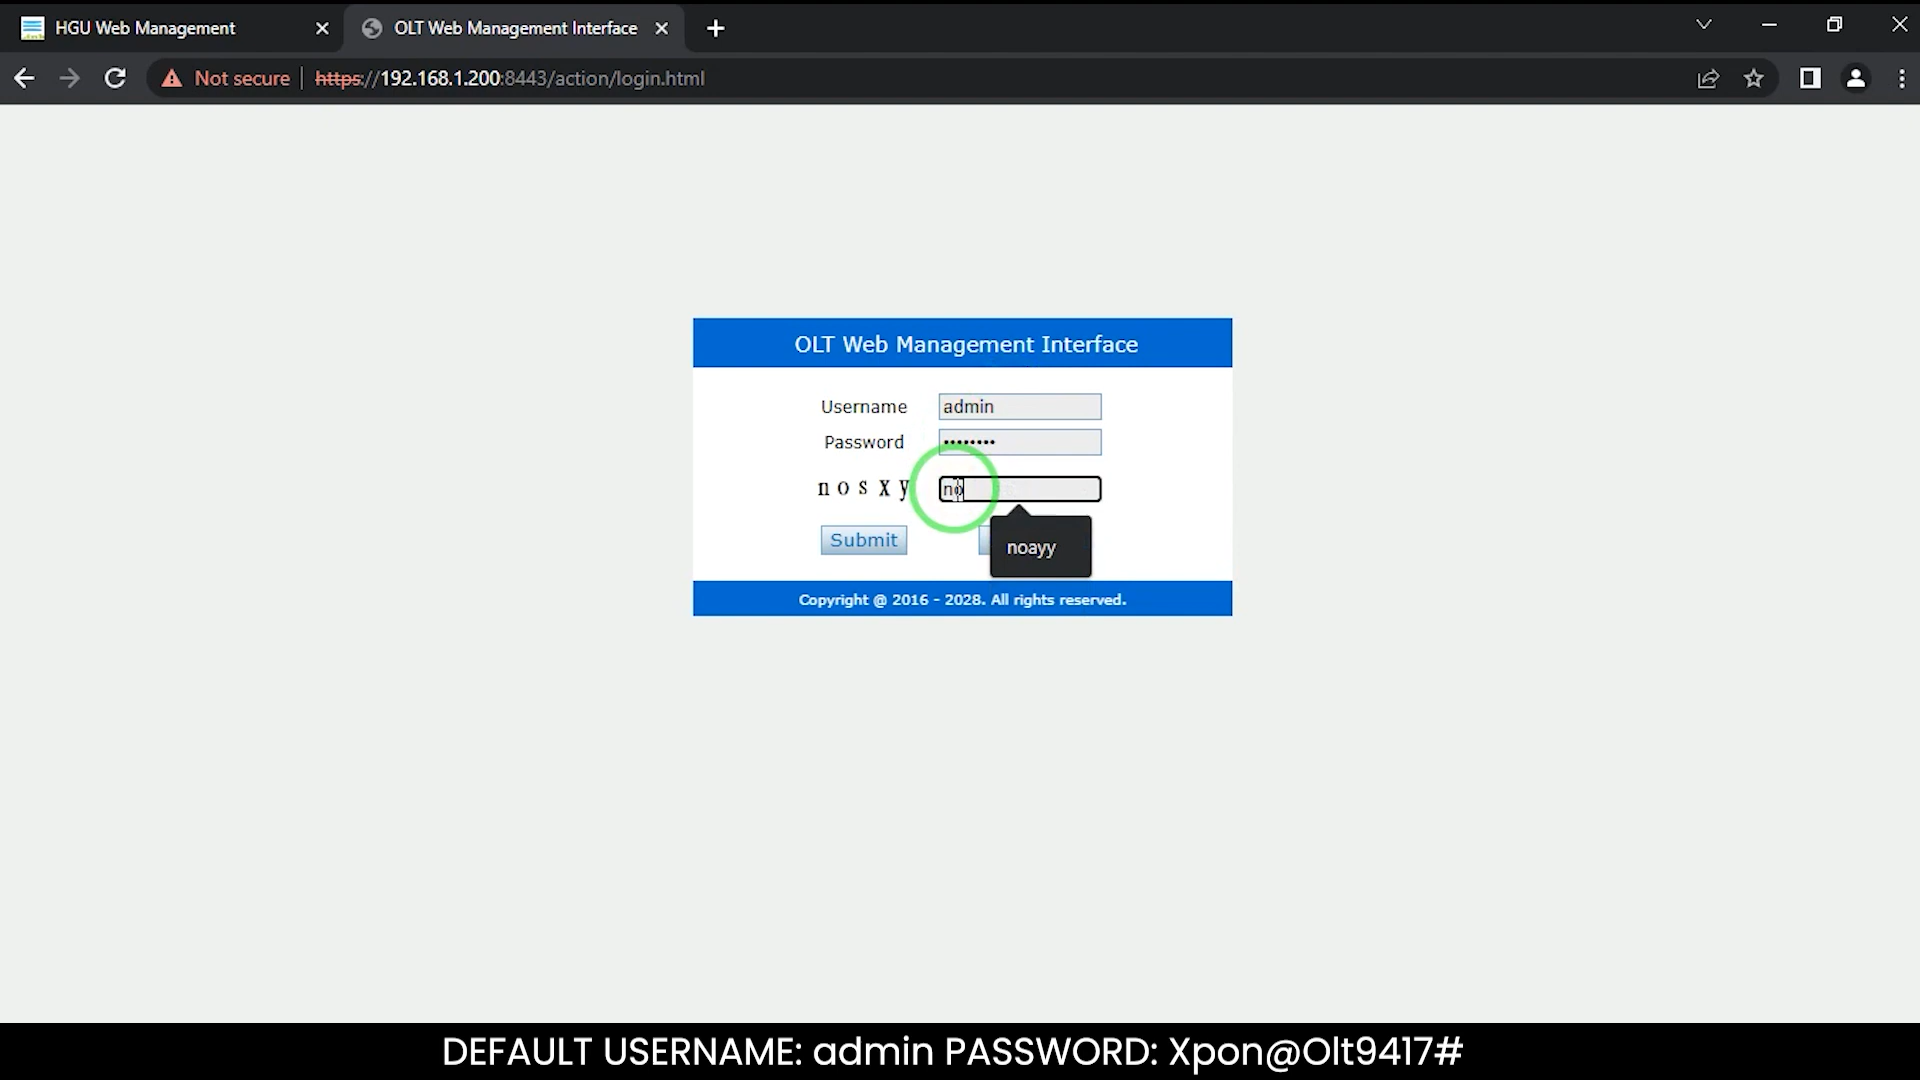 HGU Web Management
OLT Web Management Interface
Not secure
https://192.168.1.200:8443/action/login.html
OLT Web Management Interface
Username admin
Password ••••••••
n o s x y no
Submit
noayy
Copyright @ 2016 - 2028. All rights reserved.
DEFAULT USERNAME: admin PASSWORD: Xpon@Olt9417#